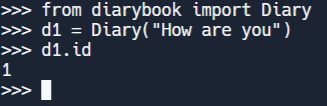 >>> from diarybook import Diary
>>> d1 = Diary("How are you")
>>> d1.id
1
>>>